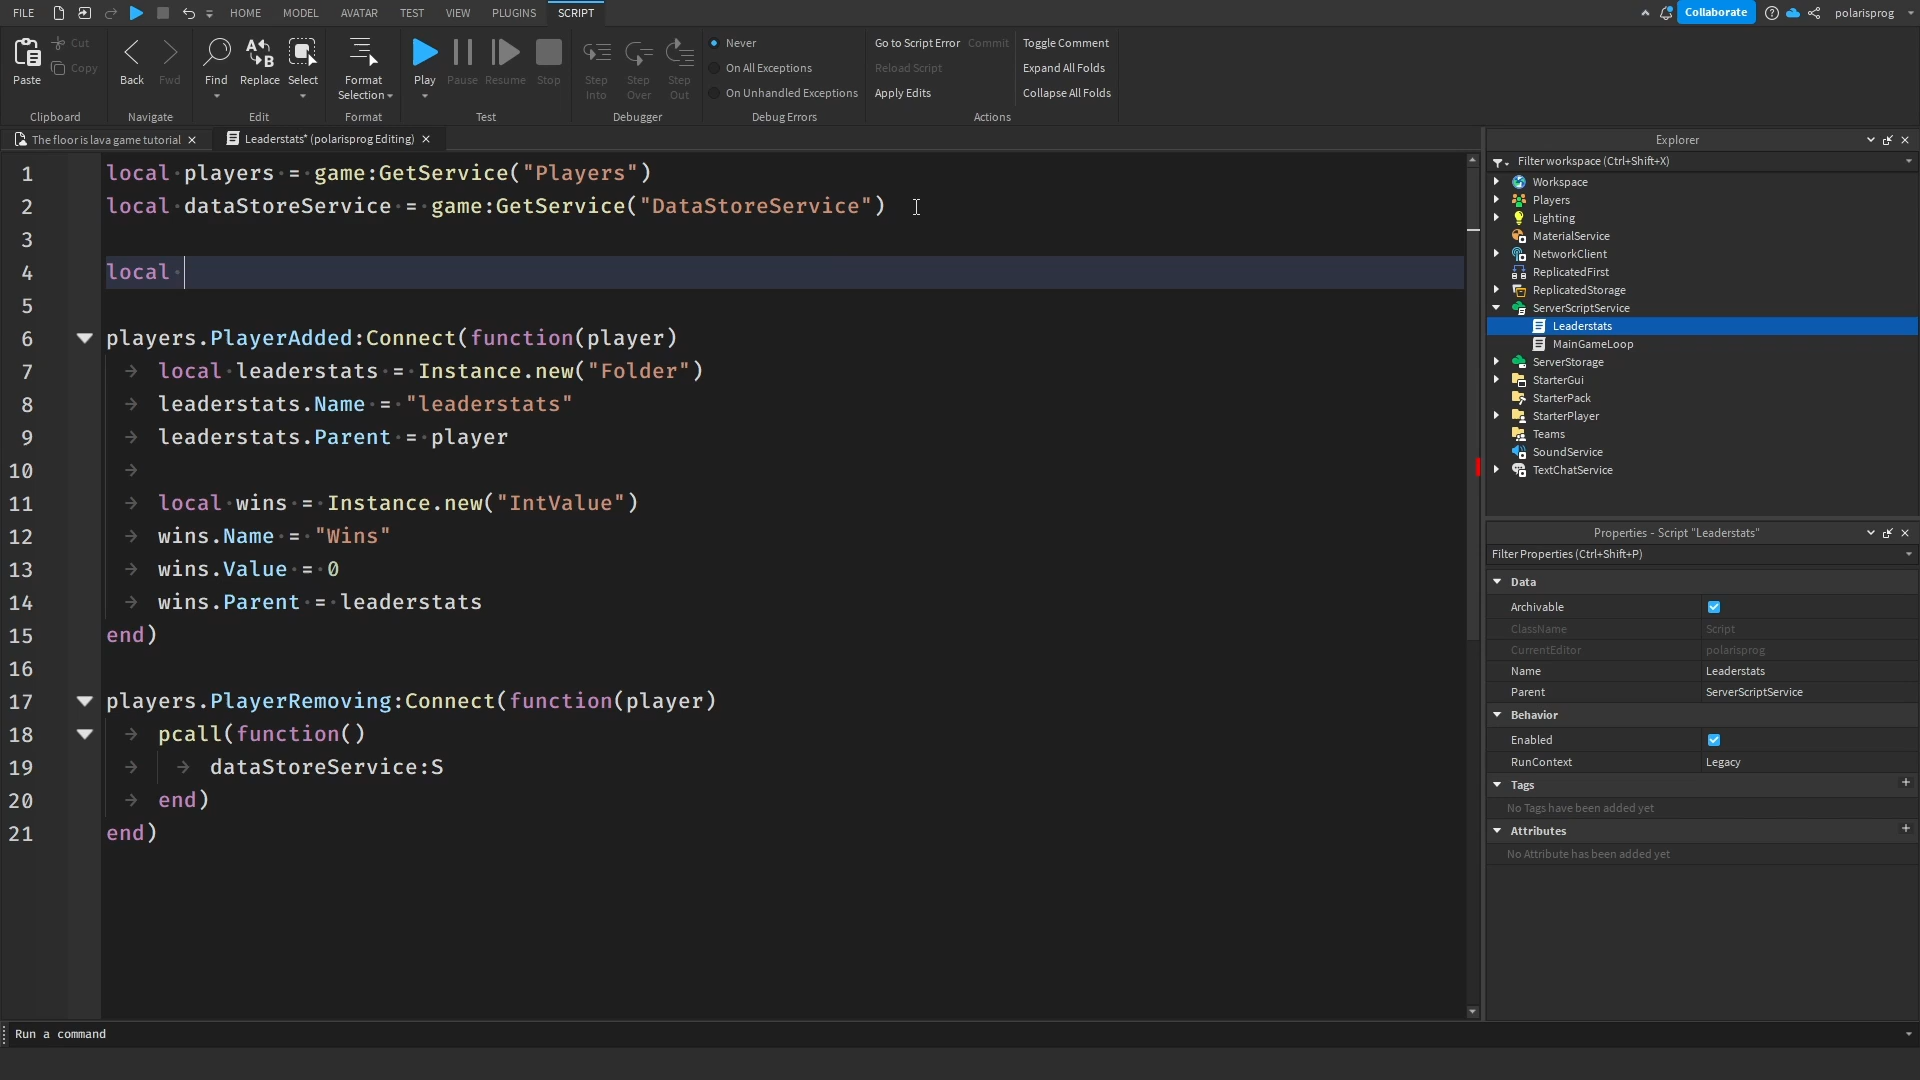 FILE HOME MODEL AVATAR TEST VIEW PLUGINS SCRIPT Collaborate polarisprog
Paste Cut Copy Back Fwd Find Replace Select Format Selection Play Pause Resume Stop Step Into Step Over Step Out
Never Go to Script Error Commit Toggle Comment
On All Exceptions Reload Script Expand All Folds
On Unhandled Exceptions Apply Edits Collapse All Folds
Clipboard Navigate Edit Format Test Debugger Debug Errors Actions
The floor is lava game tutorial Leaderstats* (polarisprog Editing)
1 local players = game:GetService("Players")
2 local dataStoreService = game:GetService("DataStoreService")
3
4 local
5
6 players.PlayerAdded:Connect(function(player)
7 local leaderstats = Instance.new("Folder")
8 leaderstats.Name = "leaderstats"
9 leaderstats.Parent = player
10
11 local wins = Instance.new("IntValue")
12 wins.Name = "Wins"
13 wins.Value = 0
14 wins.Parent = leaderstats
15 end)
16
17 players.PlayerRemoving:Connect(function(player)
18 pcall(function()
19 dataStoreService:S
20 end)
21 end)
Explorer
Filter workspace (Ctrl+Shift+X)
Workspace
Players
Lighting
MaterialService
NetworkClient
ReplicatedFirst
ReplicatedStorage
ServerScriptService
Leaderstats
MainGameLoop
ServerStorage
StarterGui
StarterPack
StarterPlayer
Teams
SoundService
TextChatService
Properties - Script "Leaderstats"
Filter Properties (Ctrl+Shift+P)
Data
Archivable
ClassName Script
CurrentEditor polarisprog
Name Leaderstats
Parent ServerScriptService
Behavior
Enabled
RunContext Legacy
Tags
No Tags have been added yet
Attributes
No Attribute has been added yet
Run a command